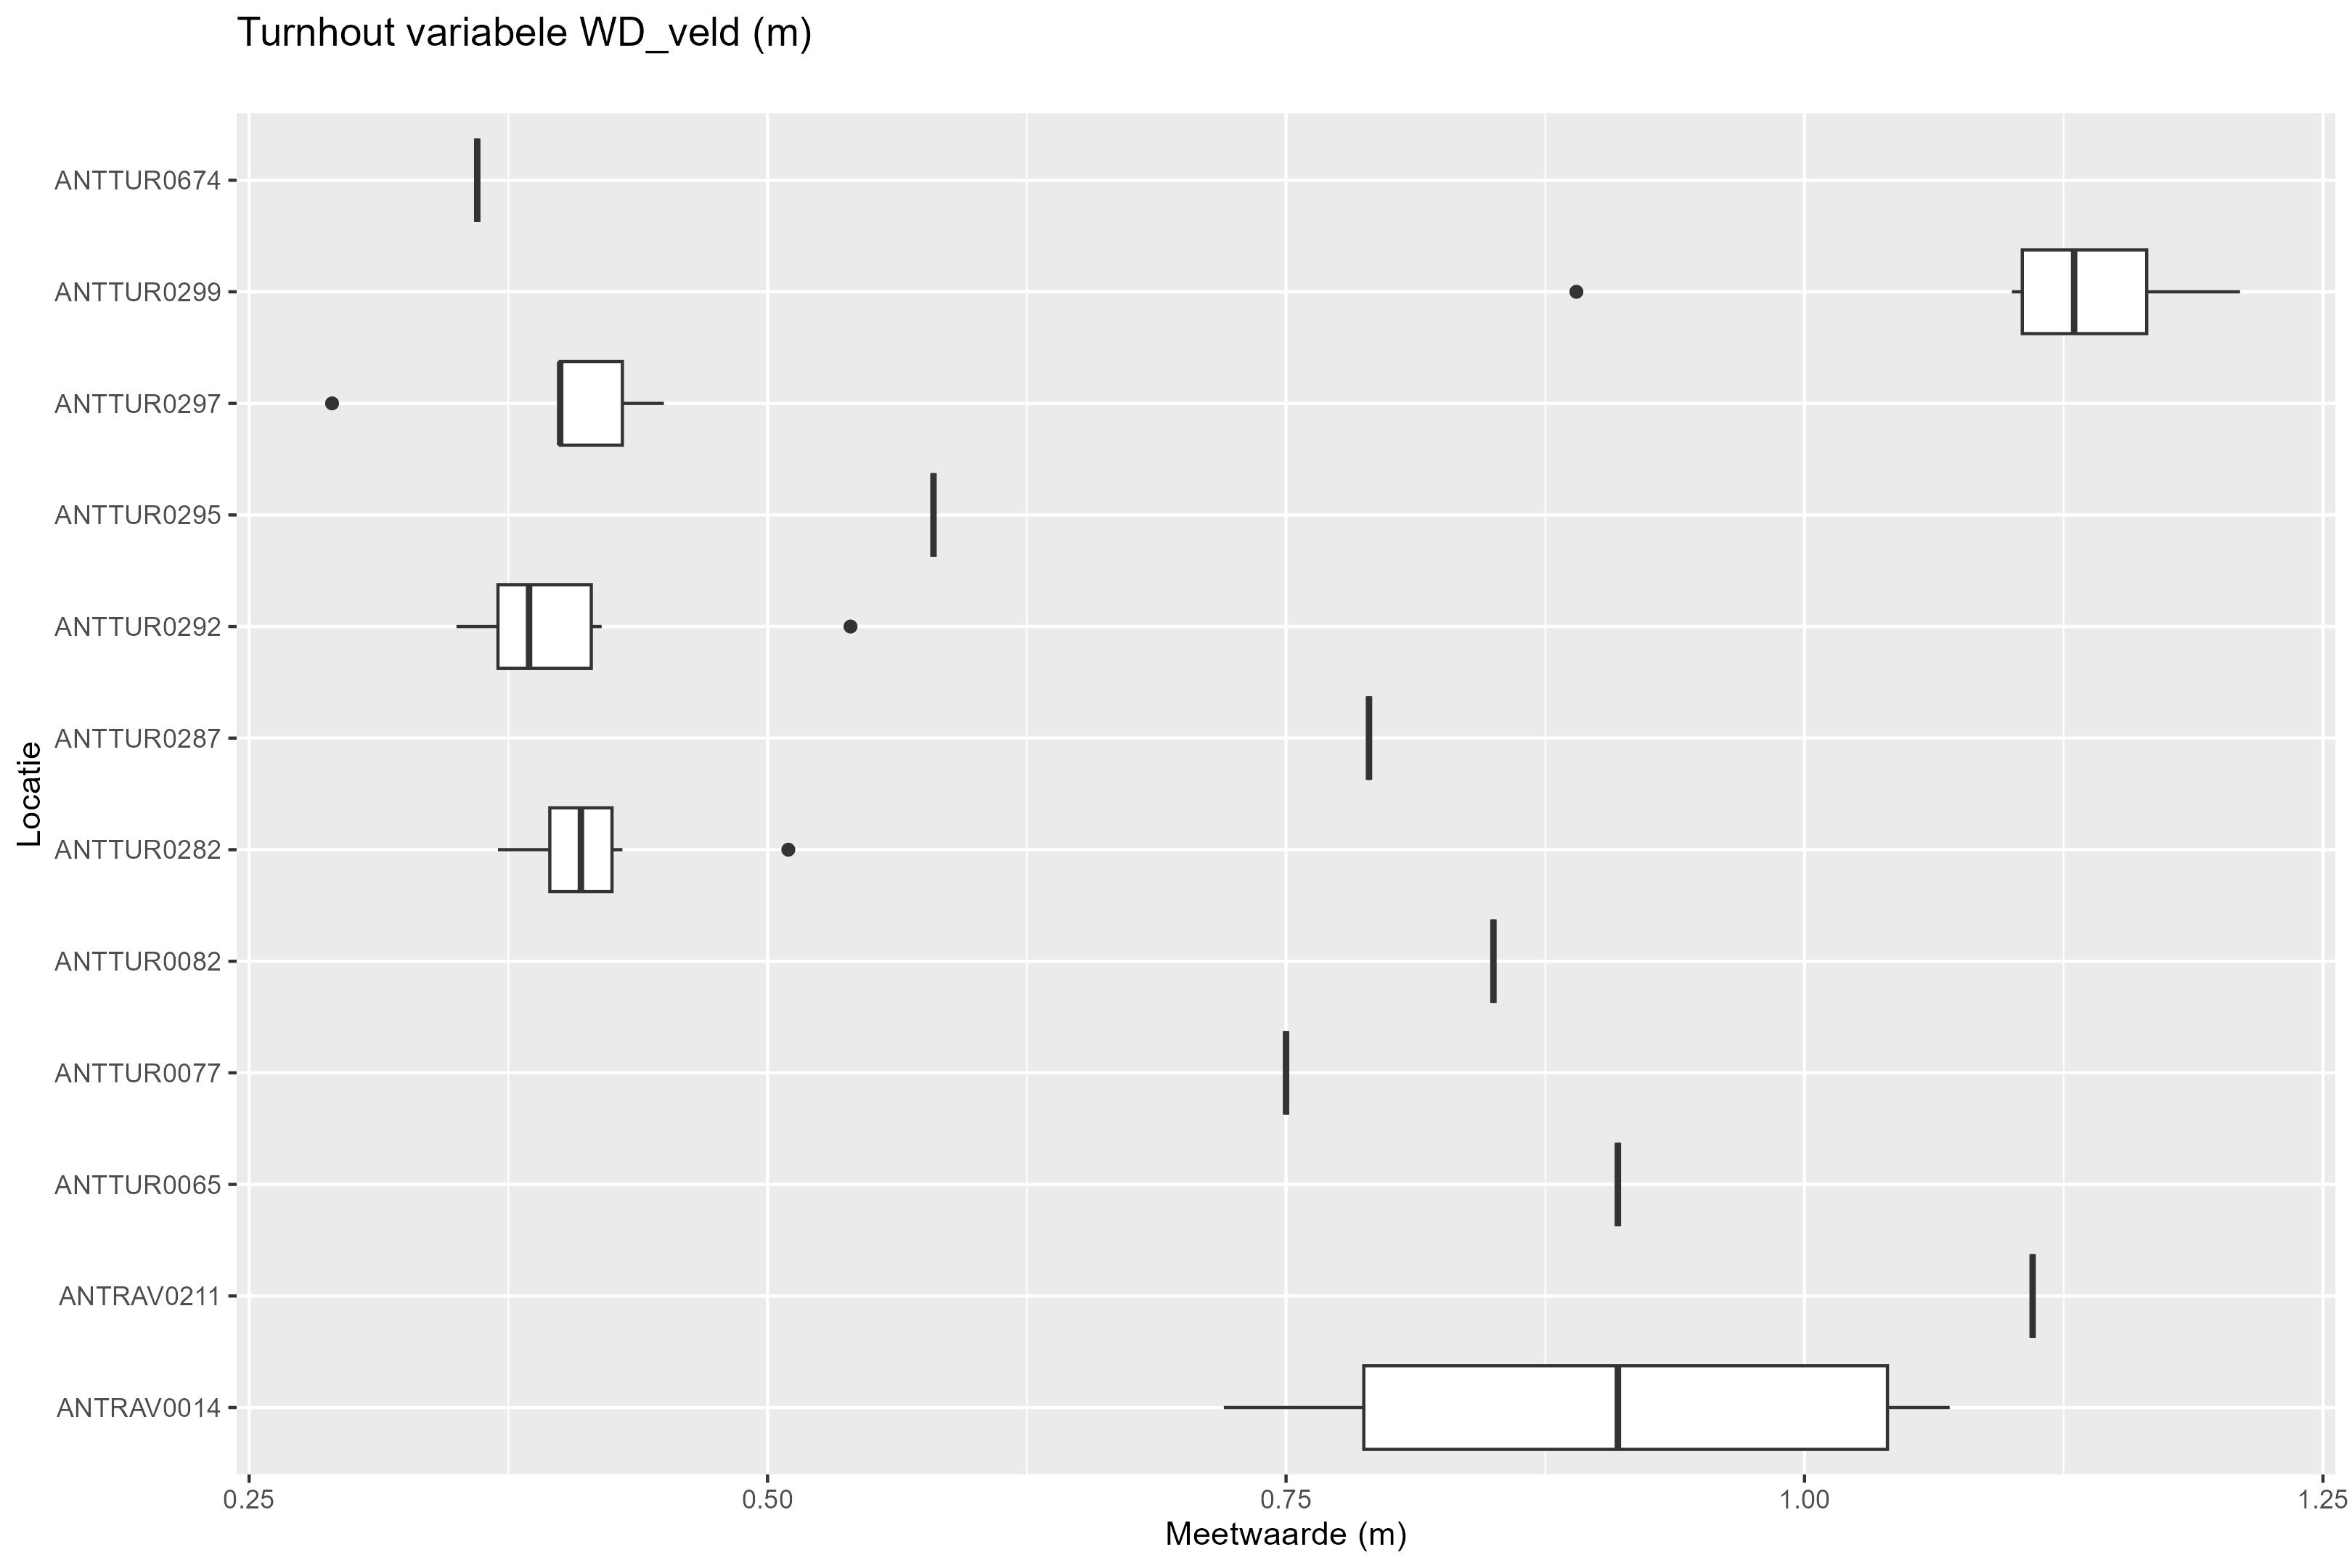 Turnhout variabele WD_veld (m)
ANTTUR0674
ANTTUR0299
ANTTUR0297
ANTTUR0295
ANTTUR0292
ANTTUR0287
ANTTUR0282
ANTTUR0082
ANTTUR0077
ANTTUR0065
ANTRAV0211
ANTRAV0014
Locatie
0.25 0.50 0.75 1.00 1.25
Meetwaarde (m)